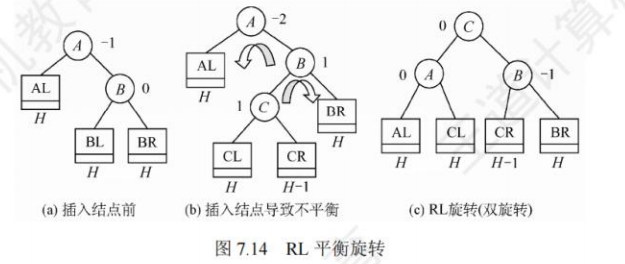 A -2
A -1
AL
H
B 0
BL
BR
H
H
AL
H
B 1
1 C
BR
H
CL
CR
H
H-1
0 C
0 A
B -1
AL
CL
CR
BR
H
H
H-1
H
(a) 插入结点前
(b) 插入结点导致不平衡
(c) RL旋转(双旋转)
图 7.14 RL 平衡旋转